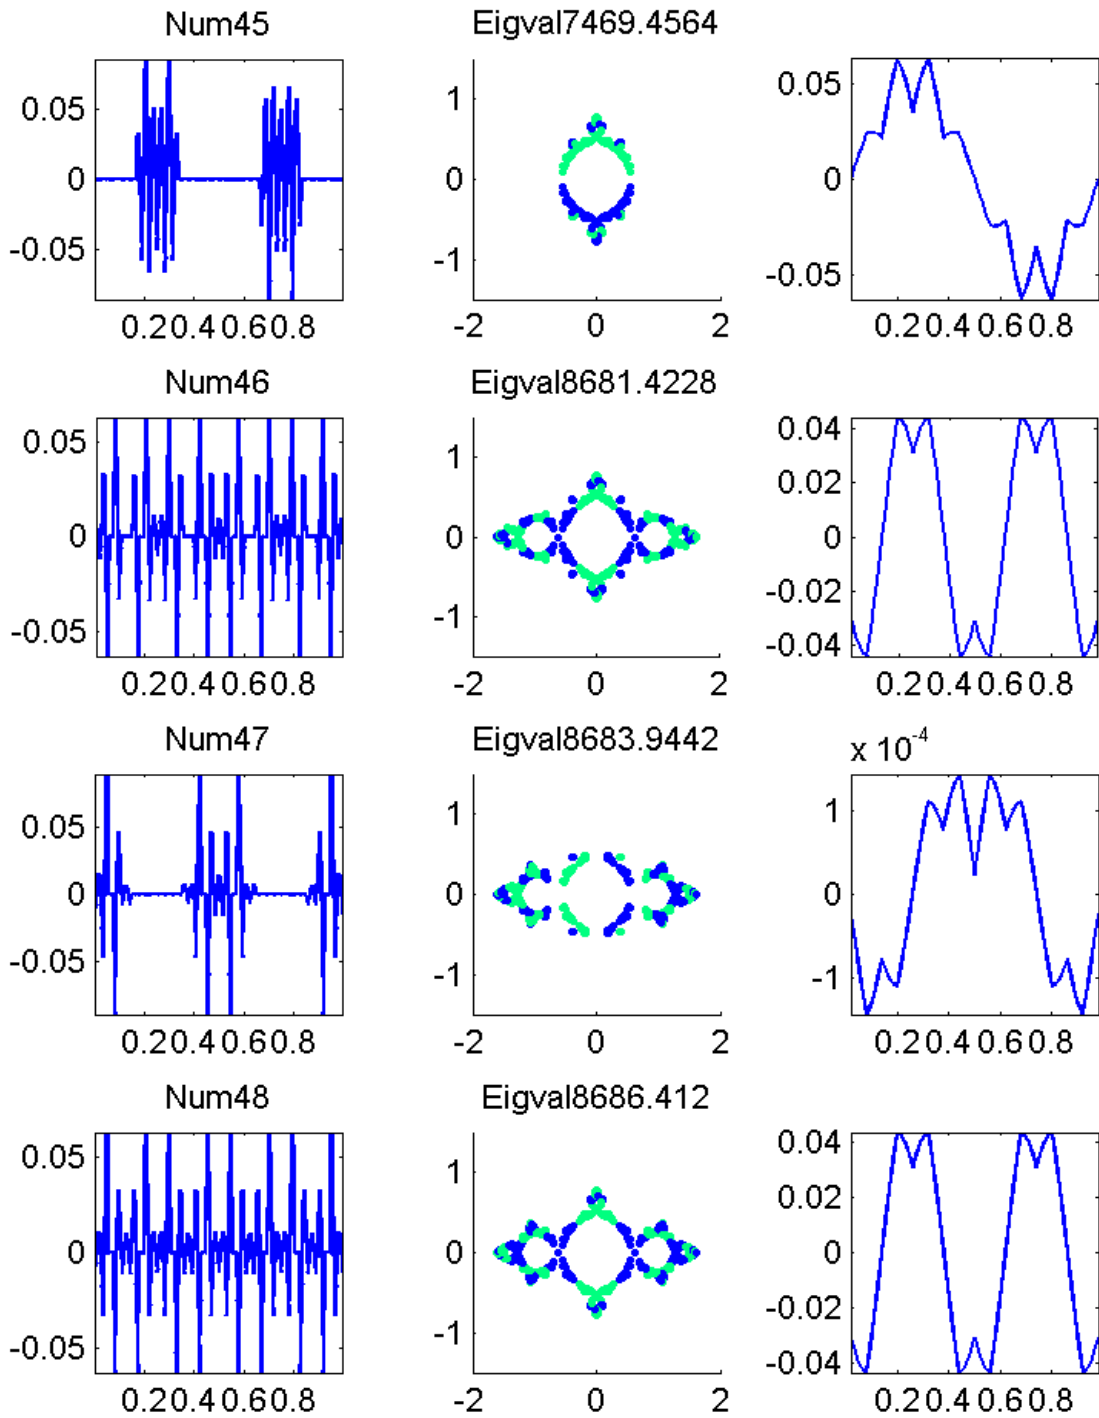 Num45 Eigval7469.4564
0.05 1 0.05
0 0 0
-0.05 -1 -0.05
0.20.40.60.8 -2 0 2 0.20.40.60.8
Num46 Eigval8681.4228
0.05 1 0.04
0.02
0 0 0
-0.02
-0.05 -1 -0.04
0.20.40.60.8 -2 0 2 0.20.40.60.8
Num47 Eigval8683.9442 x 10-4
0.05 1 1
0 0 0
-0.05 -1 -1
0.20.40.60.8 -2 0 2 0.20.40.60.8
Num48 Eigval8686.412
0.05 1 0.04
0.02
0 0 0
-0.02
-0.05 -1 -0.04
0.20.40.60.8 -2 0 2 0.20.40.60.8